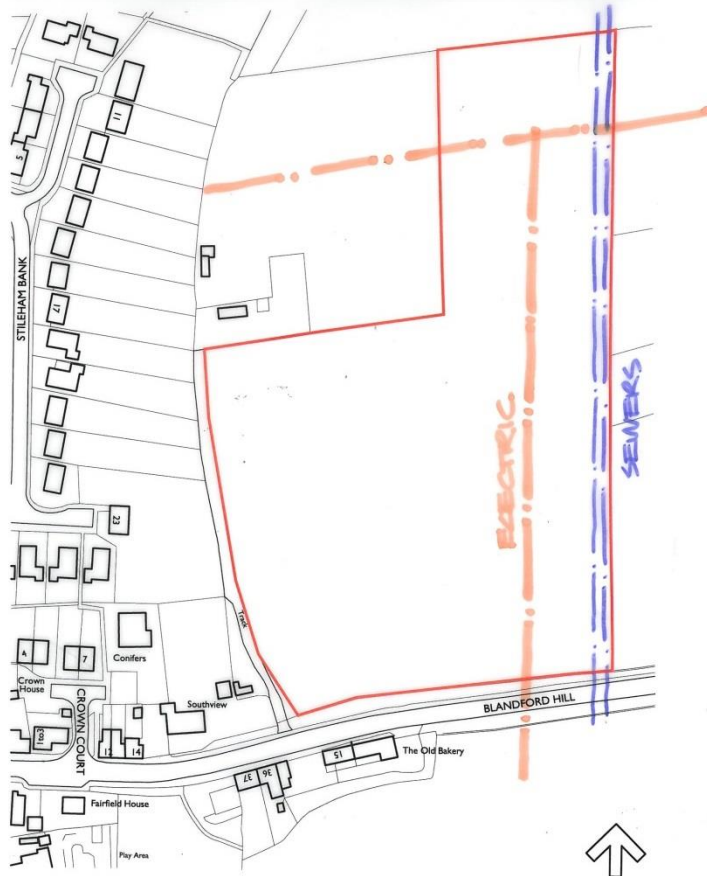 11
5
STILEHAM BANK
17
ELECTRIC
SEWERS
23
Track
4
7
Conifers
Crown
House
Southview
BLANDFORD HILL
CROWN COURT
1to3
12
14
15
The Old Bakery
37
36
Fairfield House
Play Area